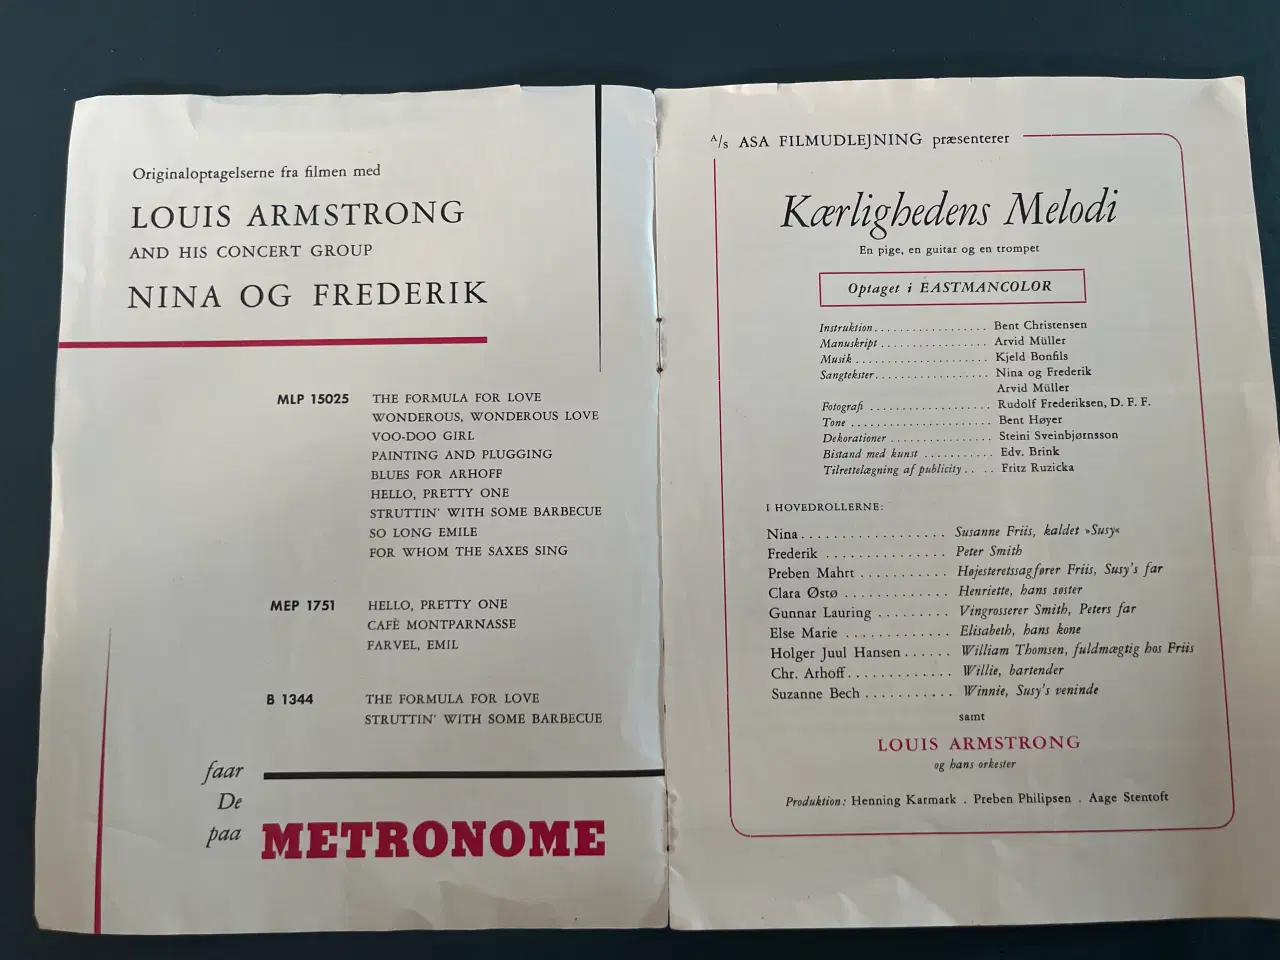 Originaloptagelserne fra filmen med
LOUIS ARMSTRONG
AND HIS CONCERT GROUP
NINA OG FREDERIK
MLP 15025 THE FORMULA FOR LOVE
WONDEROUS, WONDEROUS LOVE
VOO-DOO GIRL
PAINTING AND PLUGGING
BLUES FOR ARHOFF
HELLO, PRETTY ONE
STRUTTIN' WITH SOME BARBECUE
SO LONG EMILE
FOR WHOM THE SAXES SING
MEP 1751 HELLO, PRETTY ONE
CAFÈ MONTPARNASSE
FARVEL, EMIL
B 1344 THE FORMULA FOR LOVE
STRUTTIN' WITH SOME BARBECUE
faar
De
paa METRONOME
A/s ASA FILMUDLEJNING præsenterer
Kærlighedens Melodi
En pige, en guitar og en trompet
Optaget i EASTMANCOLOR
Instruktion.................. Bent Christensen
Manuskript ................. Arvid Müller
Musik ..................... Kjeld Bonfils
Sangtekster.................. Nina og Frederik
Arvid Müller
Fotografi ................... Rudolf Frederiksen, D. F. F.
Tone ...................... Bent Høyer
Dekorationer ................ Steini Sveinbjørnsson
Bistand med kunst ........... Edv. Brink
Tilrettelægning af publicity.. .. Fritz Ruzicka
I HOVEDROLLERNE:
Nina.................. Susanne Friis, kaldet »Susy«
Frederik ............... Peter Smith
Preben Mahrt ........... Højesteretssagfører Friis, Susy's far
Clara Østø ............. Henriette, hans søster
Gunnar Lauring ......... Vingrosserer Smith, Peters far
Else Marie ............. Elisabeth, hans kone
Holger Juul Hansen...... William Thomsen, fuldmægtig hos Friis
Chr. Arhoff............. Willie, bartender
Suzanne Bech ........... Winnie, Susy's veninde
samt
LOUIS ARMSTRONG
og hans orkester
Produktion: Henning Karmark . Preben Philipsen . Aage Stentoft